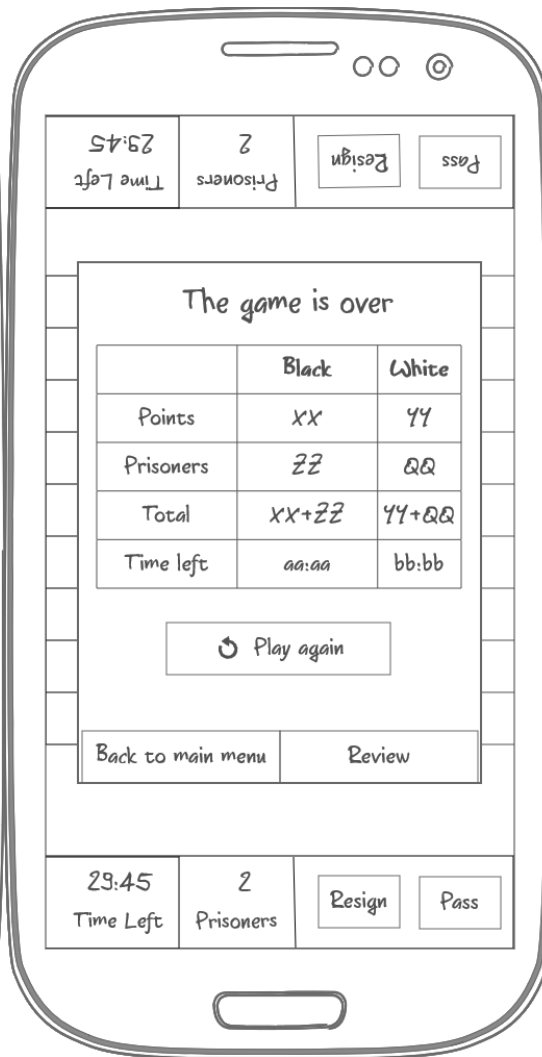 29:45 2
Time Left Prisoners Resign Pass
The game is over
Black White
Points XX YY
Prisoners ZZ QQ
Total XX+ZZ YY+QQ
Time left aa:aa bb:bb
Play again
Back to main menu Review
29:45 2
Time Left Prisoners Resign Pass